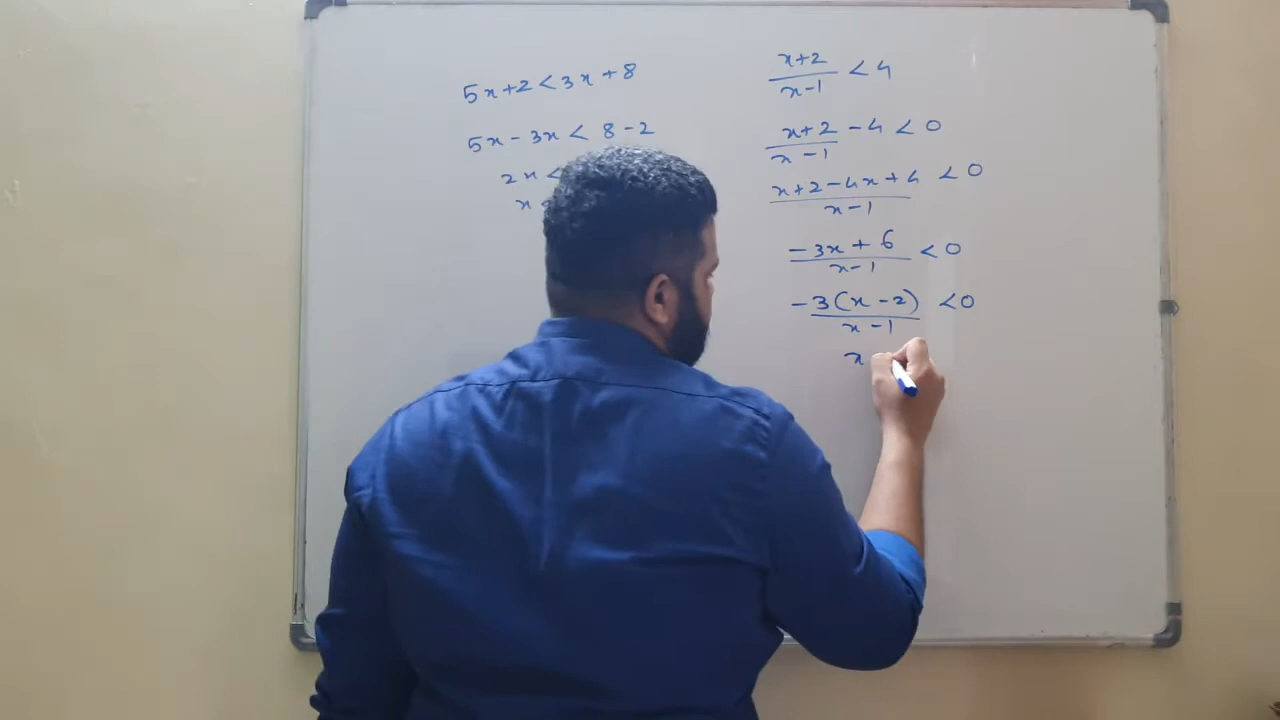 5x+2<3x+8
5x-3x<8-2
2x<
x
x+2/x-1 <4
x+2/x-1 -4<0
x+2-4x+4/x-1 <0
-3x+6/x-1 <0
-3(x-2)/x-1 <0
x